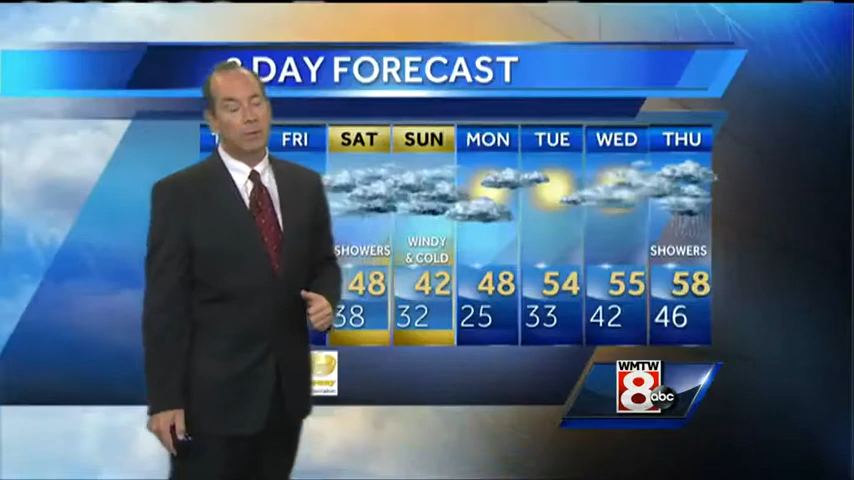 DAY FORECAST
FRI SAT SUN MON TUE WED THU
SHOWERS
WINDY
& COLD
SHOWERS
48 42 48 54 55 58
38 32 25 33 42 46
WMTW
8 abc